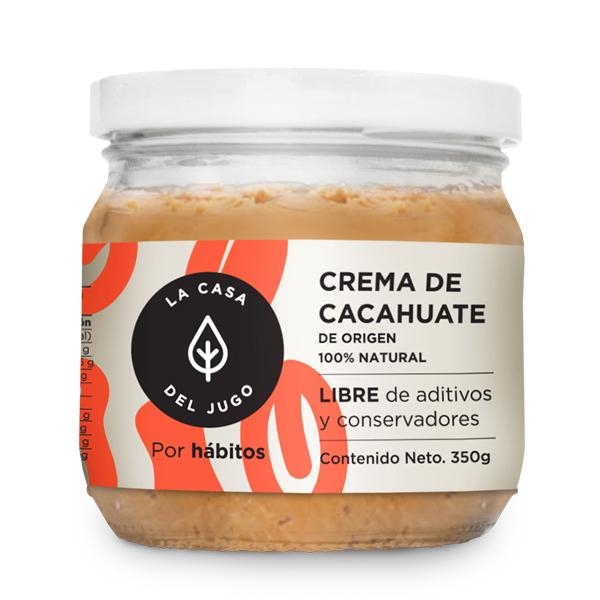 LA CASA
DEL JUGO
Por hábitos
CREMA DE
CACAHUATE
DE ORIGEN
100% NATURAL
LIBRE de aditivos
y conservadores
Contenido Neto. 350g